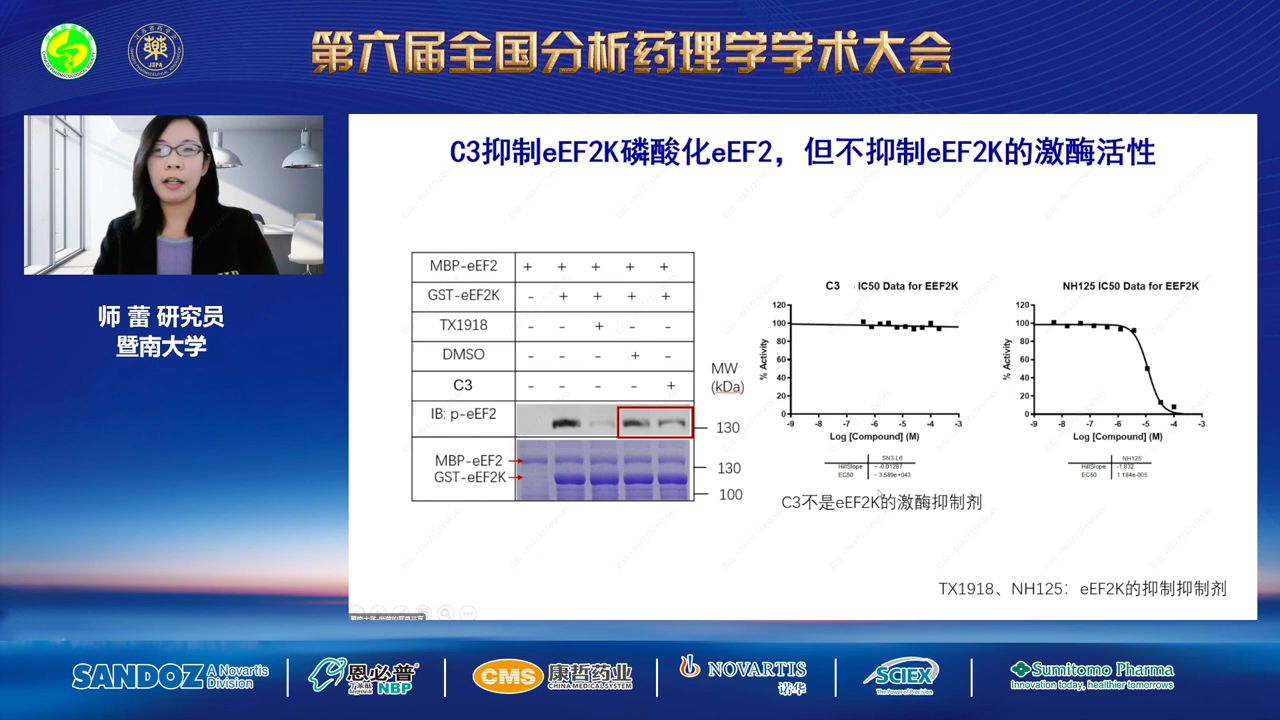 第六届全国分析药理学学术大会
JSPA
师 蕾 研究员
暨南大学
C3抑制eEF2K磷酸化eEF2，但不抑制eEF2K的激酶活性
MBP-eEF2 + + + + +
GST-eEF2K - + + + +
TX1918 - - + - -
DMSO - - - + -
C3 - - - - +
IB: p-eEF2
MBP-eEF2
GST-eEF2K
MW
(kDa)
130
130
100
C3 IC50 Data for EEF2K
% Activity
120
100
80
60
40
20
0
-9 -8 -7 -6 -5 -4 -3
Log [Compound] (M)
SN3-L6
HillSlope ~ -0.01287
EC50 ~ 3.589e+043
NH125 IC50 Data for EEF2K
% Activity
120
100
80
60
40
20
0
-9 -8 -7 -6 -5 -4 -3
Log [Compound] (M)
NH125
HillSlope -1.832
EC50 1.184e-005
C3不是eEF2K的激酶抑制剂
TX1918、NH125：eEF2K的抑制抑制剂
SANDOZ A Novartis Division
恩必普 NBP
CMS 康哲药业
CHINA MEDICAL SYSTEM
NOVARTIS
诺华
SCIEX
The Power of Precision
Sumitomo Pharma
Innovation today, healthier tomorrows